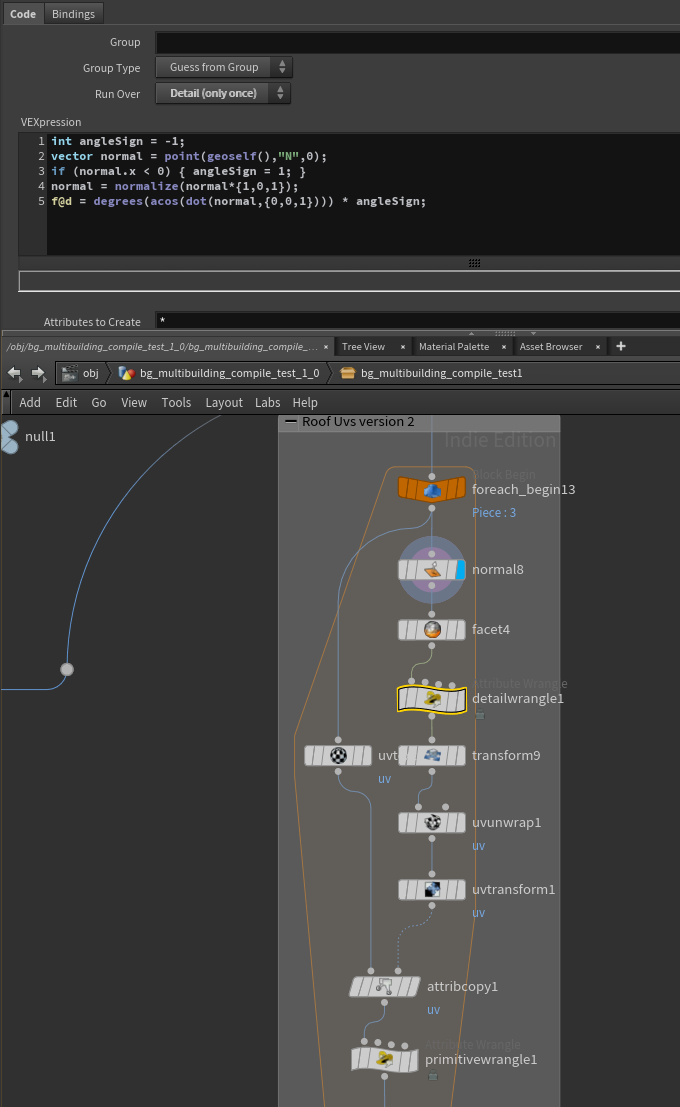 Code Bindings
Group
Group Type Guess from Group
Run Over Detail (only once)
VEXpression
1 int angleSign = -1;
2 vector normal = point(geoself(),"N",0);
3 if (normal.x < 0) { angleSign = 1; }
4 normal = normalize(normal*{1,0,1});
5 f@d = degrees(acos(dot(normal,{0,0,1}))) * angleSign;
Attributes to Create *
/obj/bg_multibuilding_compile_test_1_0/bg_multibuilding_compile_... × Tree View × Material Palette × Asset Browser × +
obj bg_multibuilding_compile_test_1_0 bg_multibuilding_compile_test1
Add Edit Go View Tools Layout Labs Help
Roof Uvs version 2
null1
Indie Edition
Block Begin
foreach_begin13
Piece : 3
normal8
facet4
Attribute Wrangle
detailwrangle1
uvt transform9
uv
uvunwrap1
uv
uvtransform1
uv
attribcopy1
uv
Attribute Wrangle
primitivewrangle1